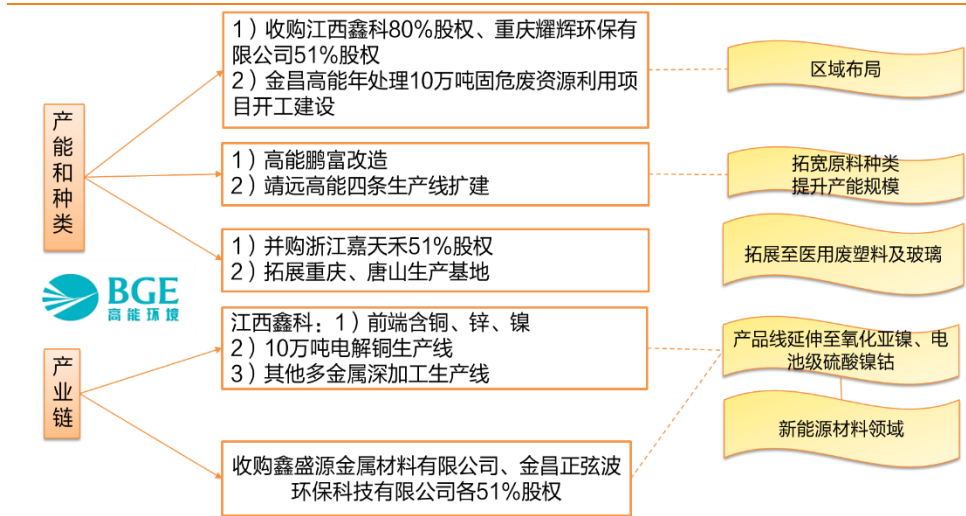 产能和种类
1）收购江西鑫科80%股权、重庆耀辉环保有
限公司51%股权
2）金昌高能年处理10万吨固危废资源利用项
目开工建设
区域布局
1）高能鹏富改造
2）靖远高能四条生产线扩建
拓宽原料种类
提升产能规模
1）并购浙江嘉天禾51%股权
2）拓展重庆、唐山生产基地
拓展至医用废塑料及玻璃
BGE
高能环境
产业链
江西鑫科：1）前端含铜、锌、镍
2）10万吨电解铜生产线
3）其他多金属深加工生产线
产品线延伸至氧化亚镍、电
池级硫酸镍钴
新能源材料领域
收购鑫盛源金属材料有限公司、金昌正弦波
环保科技有限公司各51%股权